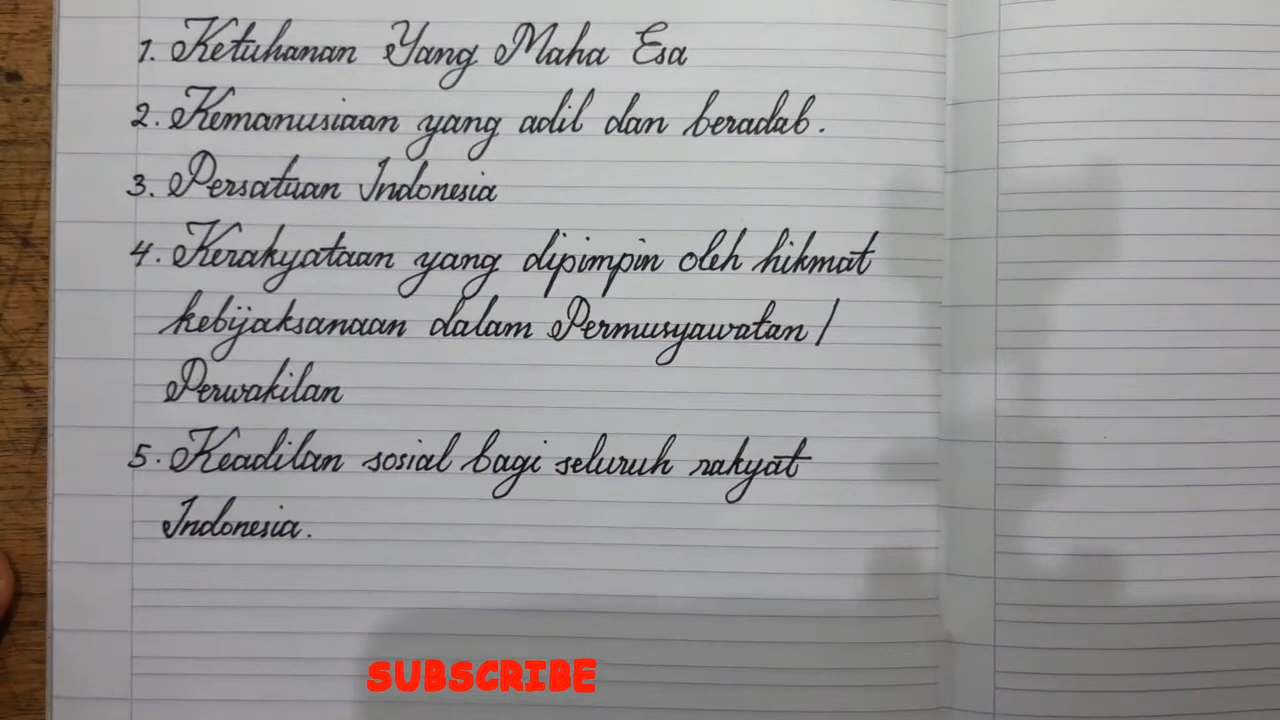 1. Ketuhanan Yang Maha Esa
2. Kemanusiaan yang adil dan beradab.
3. Persatuan Indonesia
4. Kerakyataan yang dipimpin oleh hikmat
kebijaksanaan dalam Permusyawatan /
Perwakilan
5. Keadilan sosial bagi seluruh rakyat
Indonesia.
SUBSCRIBE